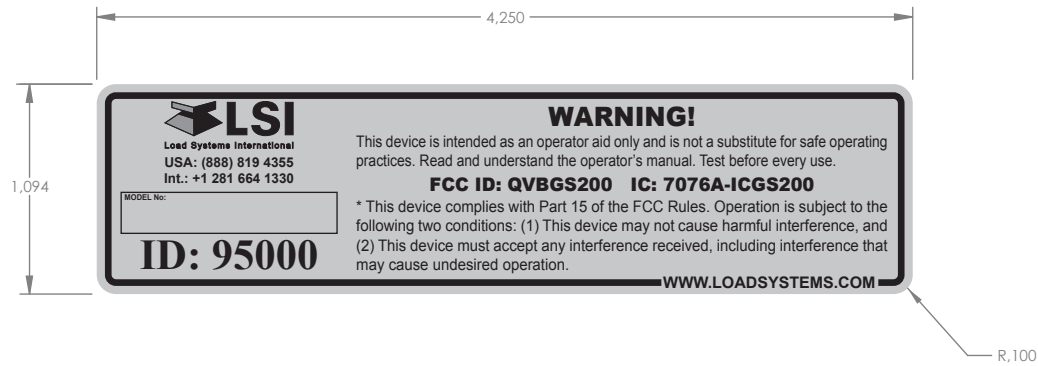 4,250
1,094
LSI
Load Systems International
USA: (888) 819 4355
Int.: +1 281 664 1330
MODEL No:
ID: 95000
WARNING!
This device is intended as an operator aid only and is not a substitute for safe operating
practices. Read and understand the operator's manual. Test before every use.
FCC ID: QVBGS200 IC: 7076A-ICGS200
* This device complies with Part 15 of the FCC Rules. Operation is subject to the
following two conditions: (1) This device may not cause harmful interference, and
(2) This device must accept any interference received, including interference that
may cause undesired operation.
WWW.LOADSYSTEMS.COM
R,100